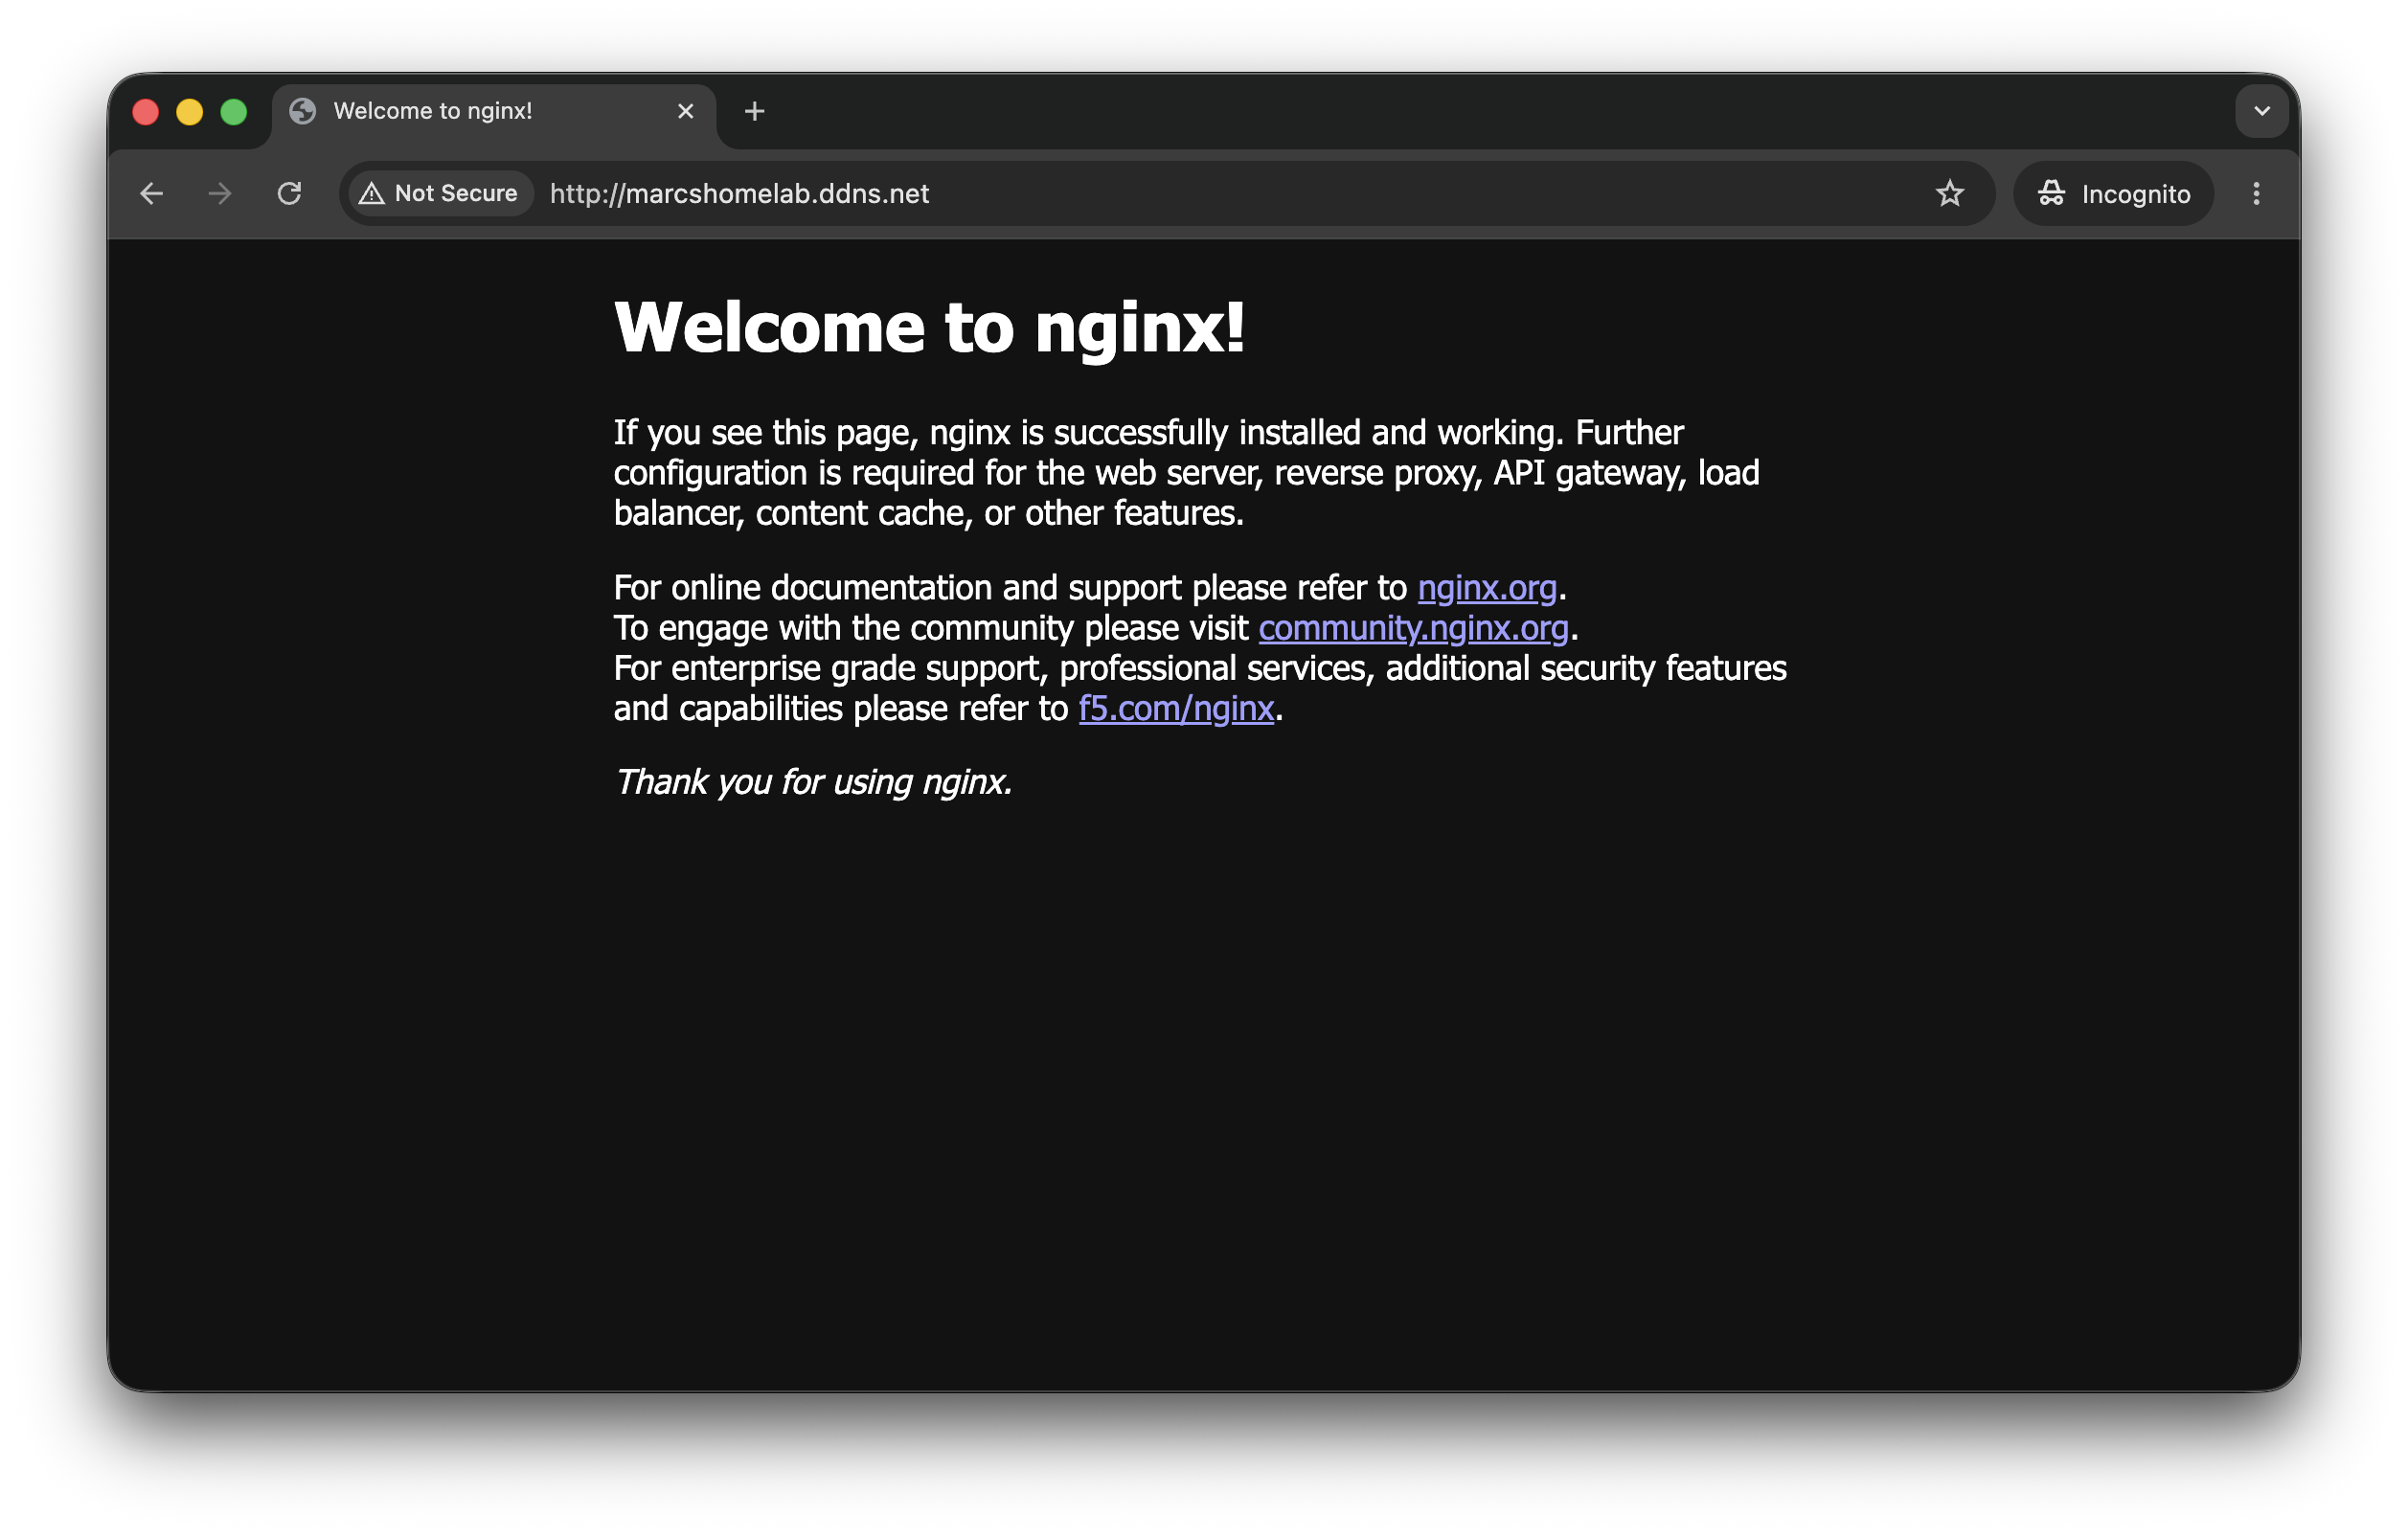 Welcome to nginx!
Not Secure
http://marcshomelab.ddns.net
Incognito
Welcome to nginx!
If you see this page, nginx is successfully installed and working. Further
configuration is required for the web server, reverse proxy, API gateway, load
balancer, content cache, or other features.
For online documentation and support please refer to nginx.org.
To engage with the community please visit community.nginx.org.
For enterprise grade support, professional services, additional security features
and capabilities please refer to f5.com/nginx.
Thank you for using nginx.